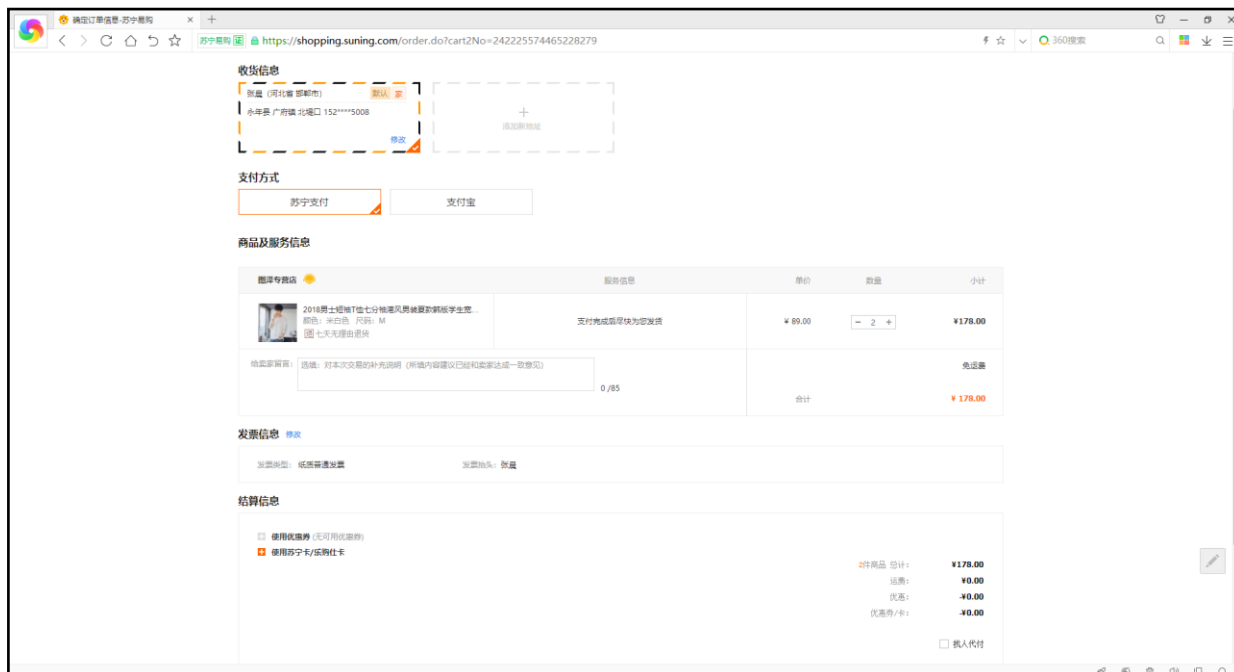 确定订单信息-苏宁易购
苏宁易购 证 https://shopping.suning.com/order.do?cart2No=242225574465228279
360搜索
收货信息
张晨 (河北省 邯郸市) 默认 家
永年县 广府镇 北堤口 152****5008
修改
添加新地址
支付方式
苏宁支付 支付宝
商品及服务信息
图泽专营店 服务信息 单价 数量 小计
2018男士短袖T恤七分袖港风男装夏款韩版学生宽...
颜色: 米白色 尺码: M
七天无理由退货
支付完成后尽快为您发货
¥ 89.00
− 2 +
¥178.00
给卖家留言: 选填: 对本次交易的补充说明 (所填内容建议已经和卖家达成一致意见)
0 /85
免运费
合计 ¥ 178.00
发票信息 修改
发票类型: 纸质普通发票 发票抬头: 张晨
结算信息
使用优惠券 (无可用优惠券)
使用苏宁卡/乐购仕卡
2件商品 总计: ¥178.00
运费: ¥0.00
优惠: -¥0.00
优惠券/卡: -¥0.00
找人代付